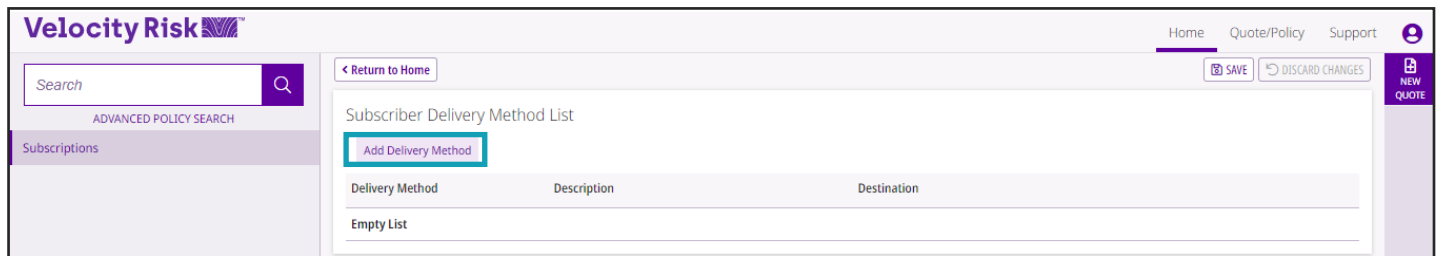 Velocity Risk™
Home Quote/Policy Support
Search
ADVANCED POLICY SEARCH
Subscriptions
< Return to Home
SAVE DISCARD CHANGES
NEW
QUOTE
Subscriber Delivery Method List
Add Delivery Method
Delivery Method Description Destination
Empty List